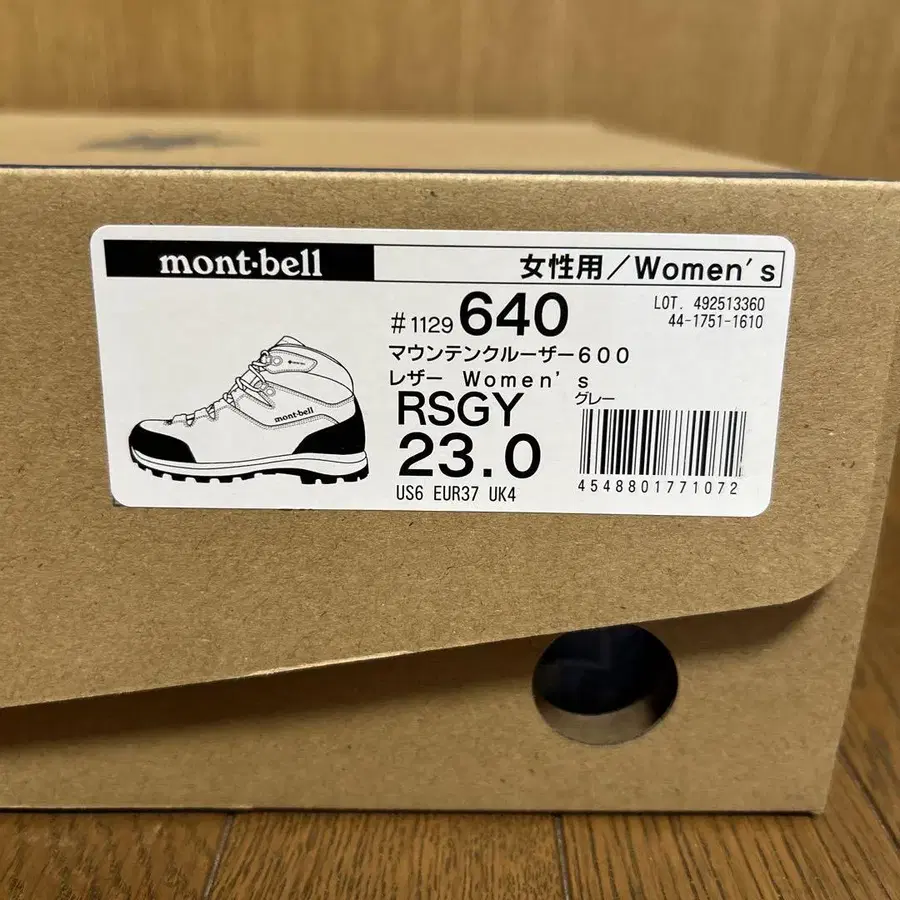 mont-bell
女性用/Women's
#1129 640
LOT. 492513360
44-1751-1610
マウンテンクルーザー600
レザー Women's
RSGY グレー
23.0
US6 EUR37 UK4
4548801771072
mont-bell